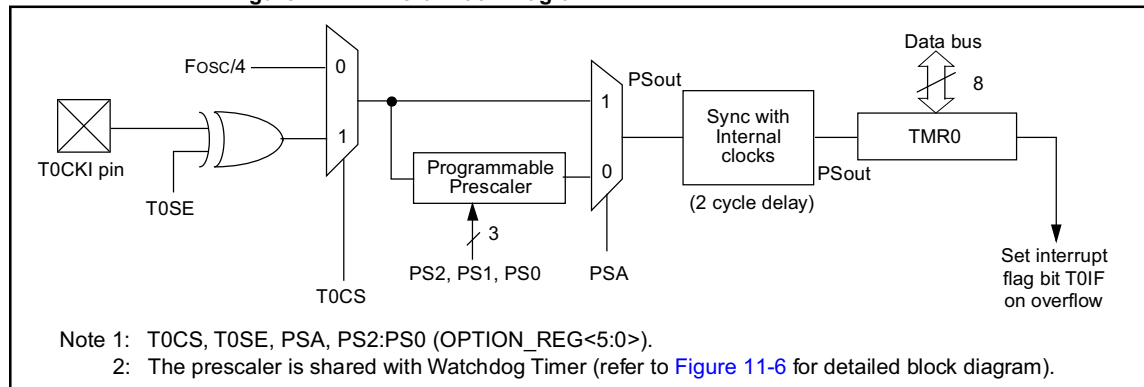 Data bus
8
FOSC/4
0
PSout
1
1
Sync with
Internal
clocks
TMR0
T0CKI pin
Programmable
Prescaler
0
PSout
T0SE
(2 cycle delay)
3
PS2, PS1, PS0
PSA
T0CS
Set interrupt
flag bit T0IF
on overflow
Note 1: T0CS, T0SE, PSA, PS2:PS0 (OPTION_REG<5:0>).
2: The prescaler is shared with Watchdog Timer (refer to Figure 11-6 for detailed block diagram).